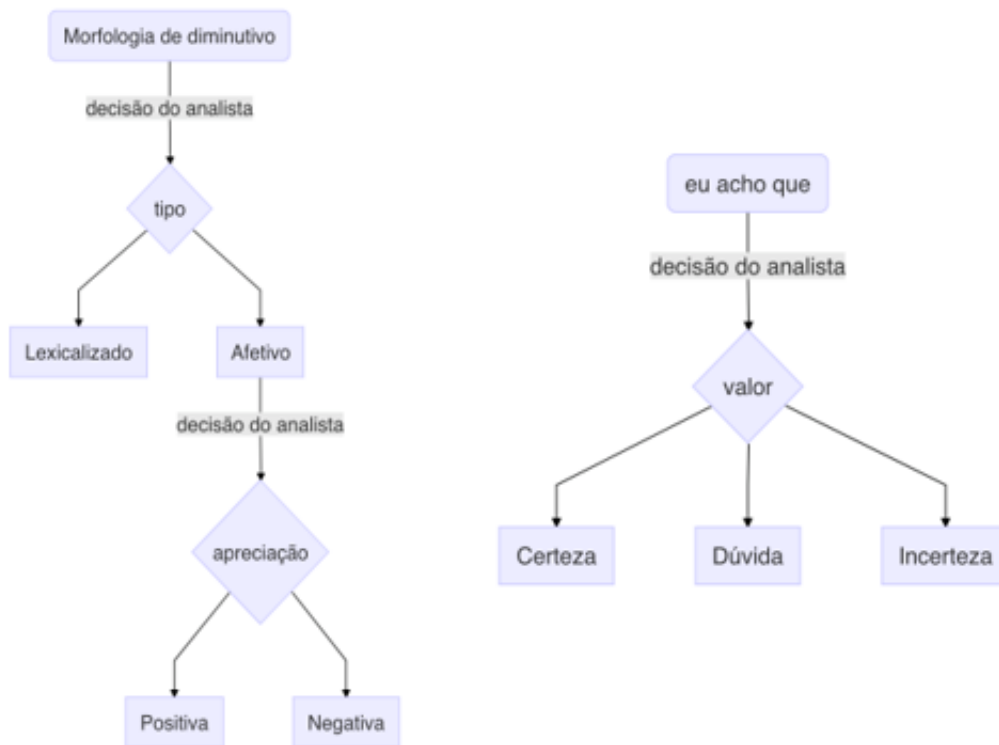 Morfologia de diminutivo
decisão do analista
tipo
Lexicalizado
Afetivo
decisão do analista
apreciação
Positiva
Negativa
eu acho que
decisão do analista
valor
Certeza
Dúvida
Incerteza